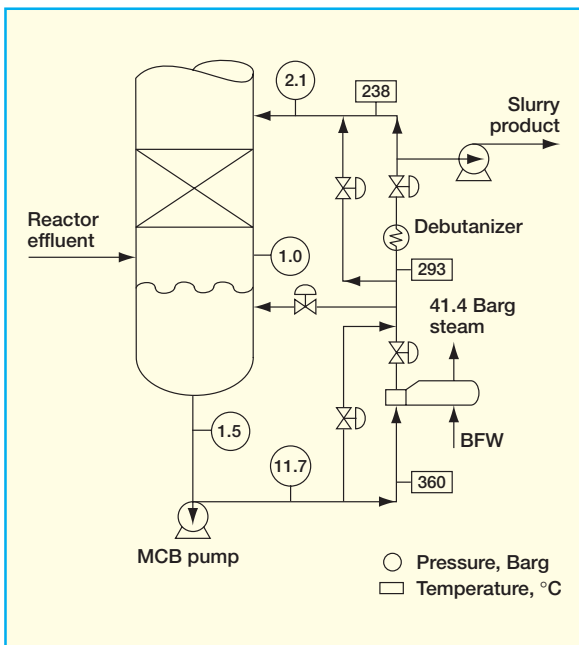 2.1
238
Slurry
product
Reactor
effluent
Debutanizer
1.0
293
41.4 Barg
steam
1.5
BFW
11.7
360
MCB pump
Pressure, Barg
Temperature, °C